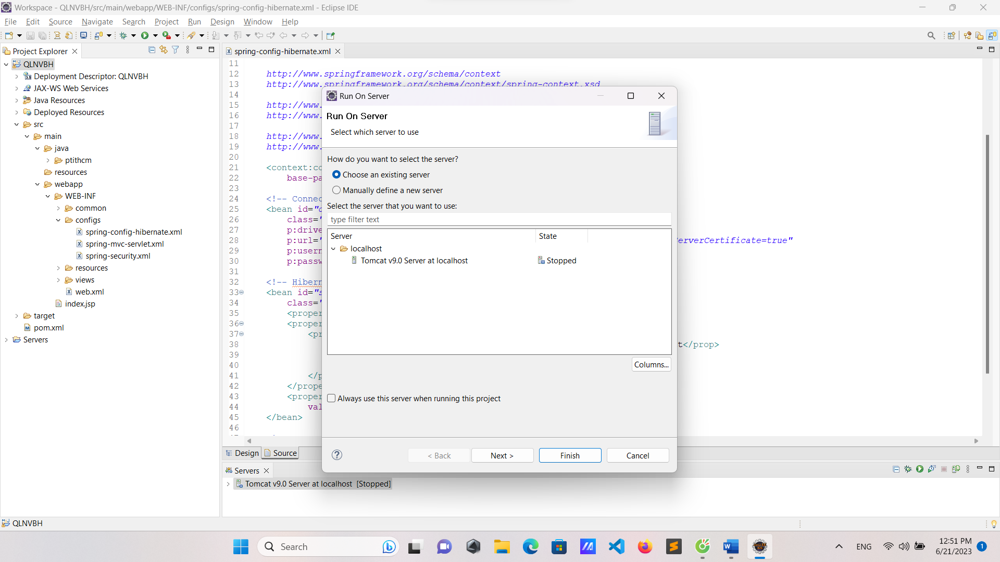 Workspace - QLNVBH/src/main/webapp/WEB-INF/configs/spring-config-hibernate.xml - Eclipse IDE
File Edit Source Navigate Search Project Run Design Window Help
Project Explorer
QLNVBH
Deployment Descriptor: QLNVBH
JAX-WS Web Services
Java Resources
Deployed Resources
src
main
java
ptithcm
resources
webapp
WEB-INF
common
configs
spring-config-hibernate.xml
spring-mvc-servlet.xml
spring-security.xml
resources
views
web.xml
index.jsp
target
pom.xml
Servers
spring-config-hibernate.xml
11
12 http://www.springframework.org/schema/context
13 http://www.springframework.org/schema/context/spring-context.xsd
14
15 http://www.
16 http://www.
17
18 http://www.
19 http://www.
20
21 <context:co
22 base-pa
23
24 <!-- Connec
25 <bean id="d
26 class="
27 p:drive
28 p:url=" erverCertificate=true"
29 p:usern
30 p:passw
31
32 <!-- Hibern
33 <bean id="s
34 class="
35 <proper
36 <proper
37 <pr
38 t</prop>
39
40
41 </p
42 </prope
43 <proper
44 val
45 </bean>
46
Design Source
Run On Server
Run On Server
Select which server to use
How do you want to select the server?
Choose an existing server
Manually define a new server
Select the server that you want to use:
type filter text
Server State
localhost
Tomcat v9.0 Server at localhost Stopped
Columns...
Always use this server when running this project
< Back Next > Finish Cancel
Servers
Tomcat v9.0 Server at localhost [Stopped]
QLNVBH
Search
ENG
12:51 PM
6/21/2023
1